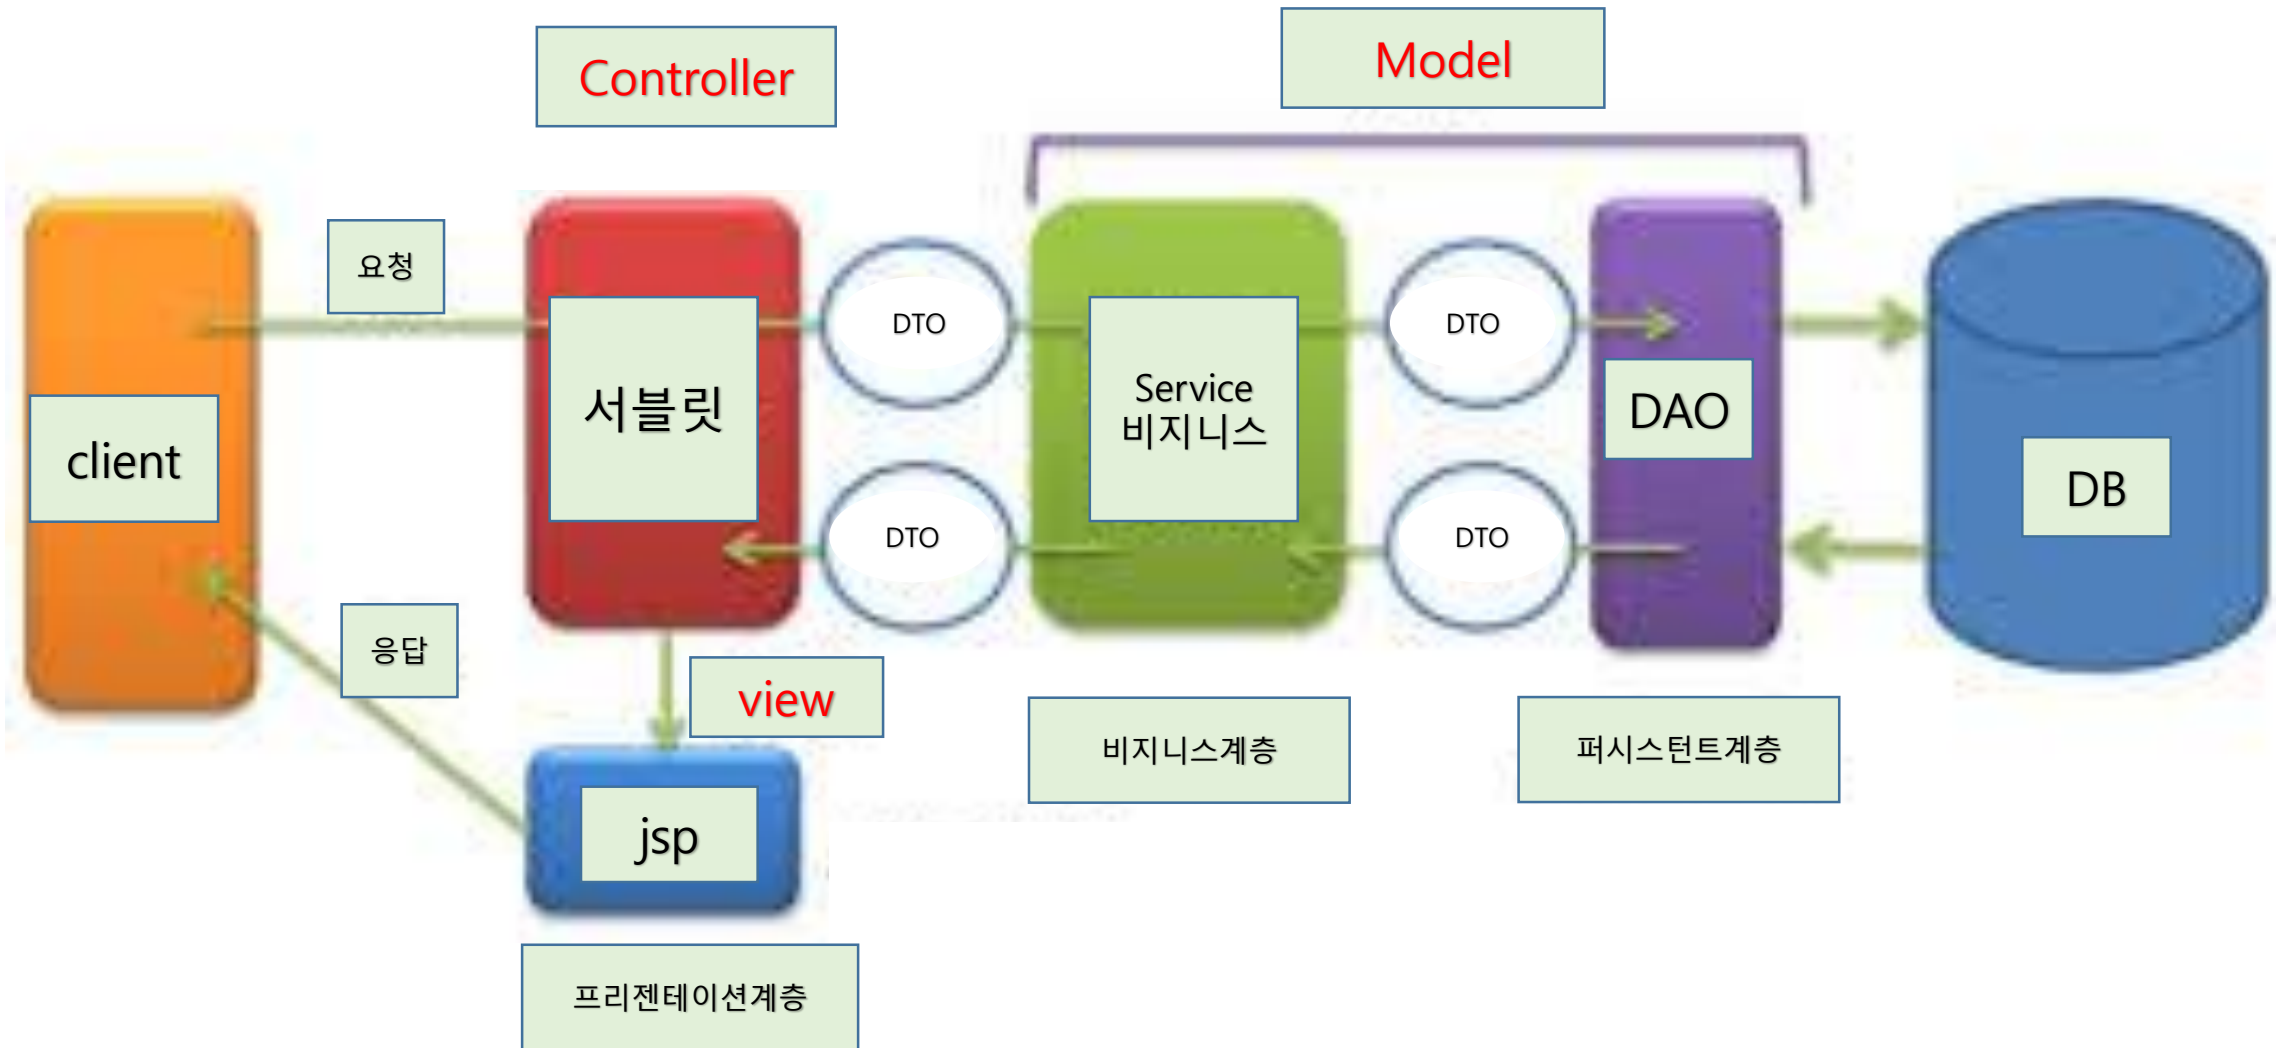 Controller
Model
요청
client
서블릿
DTO
DTO
Service
비지니스
DTO
DTO
DAO
DB
응답
view
jsp
비지니스계층
퍼시스턴트계층
프리젠테이션계층